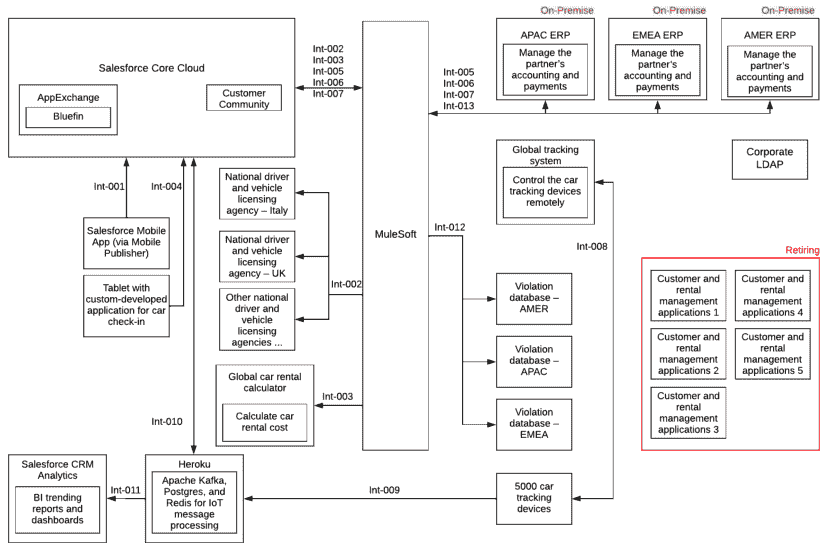 On-Premise
On-Premise
On-Premise
Salesforce Core Cloud
AppExchange
Bluefin
Customer
Community
Int-002
Int-003
Int-005
Int-006
Int-007
MuleSoft
Int-005
Int-006
Int-007
Int-013
APAC ERP
Manage the
partner's
accounting and
payments
EMEA ERP
Manage the
partner's
accounting and
payments
AMER ERP
Manage the
partner's
accounting and
payments
Global tracking
system
Control the car
tracking devices
remotely
Corporate
LDAP
Int-001
Int-004
Salesforce Mobile
App (via Mobile
Publisher)
Tablet with
custom-developed
application for car
check-in
National driver
and vehicle
licensing
agency – Italy
National driver
and vehicle
licensing
agency – UK
Other national
driver and
vehicle
licensing
agencies ...
Int-002
Int-012
Int-008
Violation
database –
AMER
Violation
database –
APAC
Violation
database –
EMEA
Retiring
Customer and
rental
management
applications 1
Customer and
rental
management
applications 4
Customer and
rental
management
applications 2
Customer and
rental
management
applications 5
Customer and
rental
management
applications 3
Global car rental
calculator
Calculate car
rental cost
Int-003
Int-010
Salesforce CRM
Analytics
BI trending
reports and
dashboards
Int-011
Heroku
Apache Kafka,
Postgres, and
Redis for IoT
message
processing
Int-009
5000 car
tracking
devices